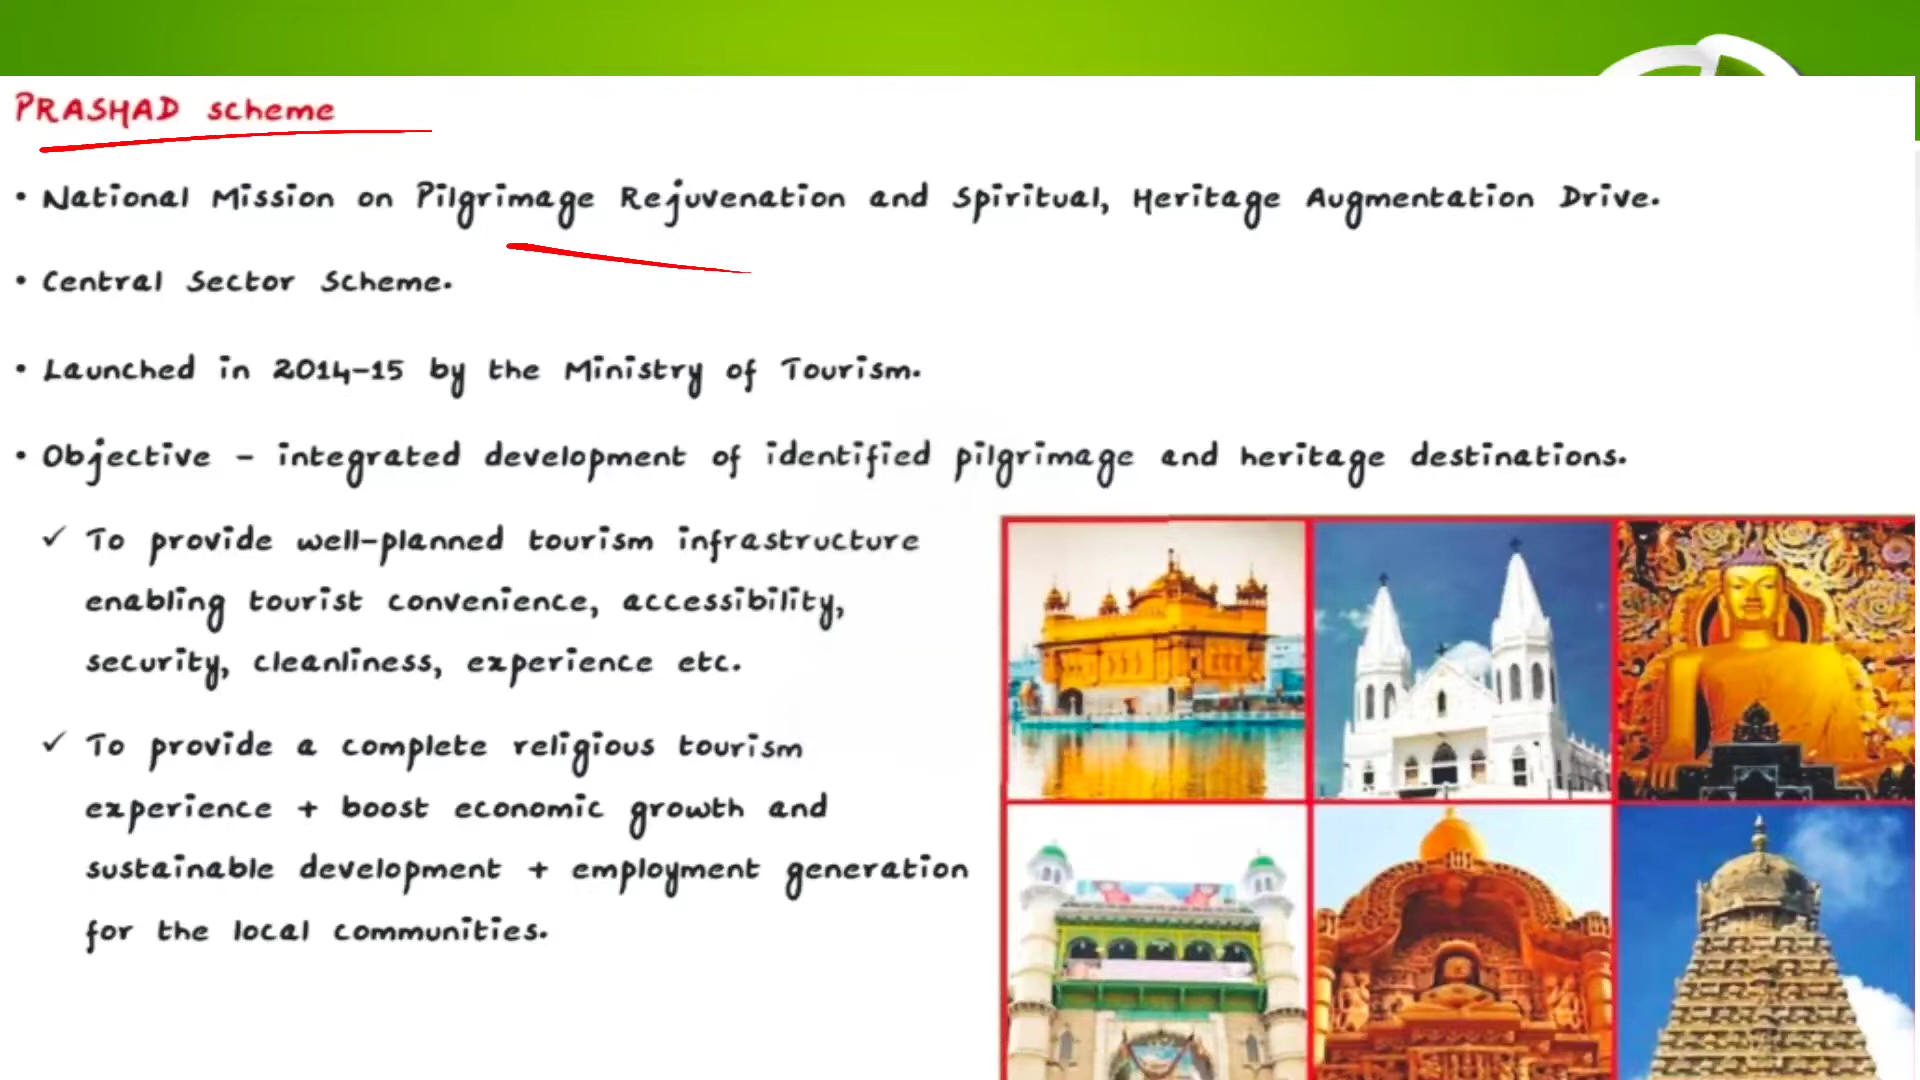 PRASHAD scheme
• National Mission on Pilgrimage Rejuvenation and Spiritual, Heritage Augmentation Drive.
• Central Sector Scheme.
• Launched in 2014-15 by the Ministry of Tourism.
• Objective - integrated development of identified pilgrimage and heritage destinations.
✓ To provide well-planned tourism infrastructure
enabling tourist convenience, accessibility,
security, cleanliness, experience etc.
✓ To provide a complete religious tourism
experience + boost economic growth and
sustainable development + employment generation
for the local communities.